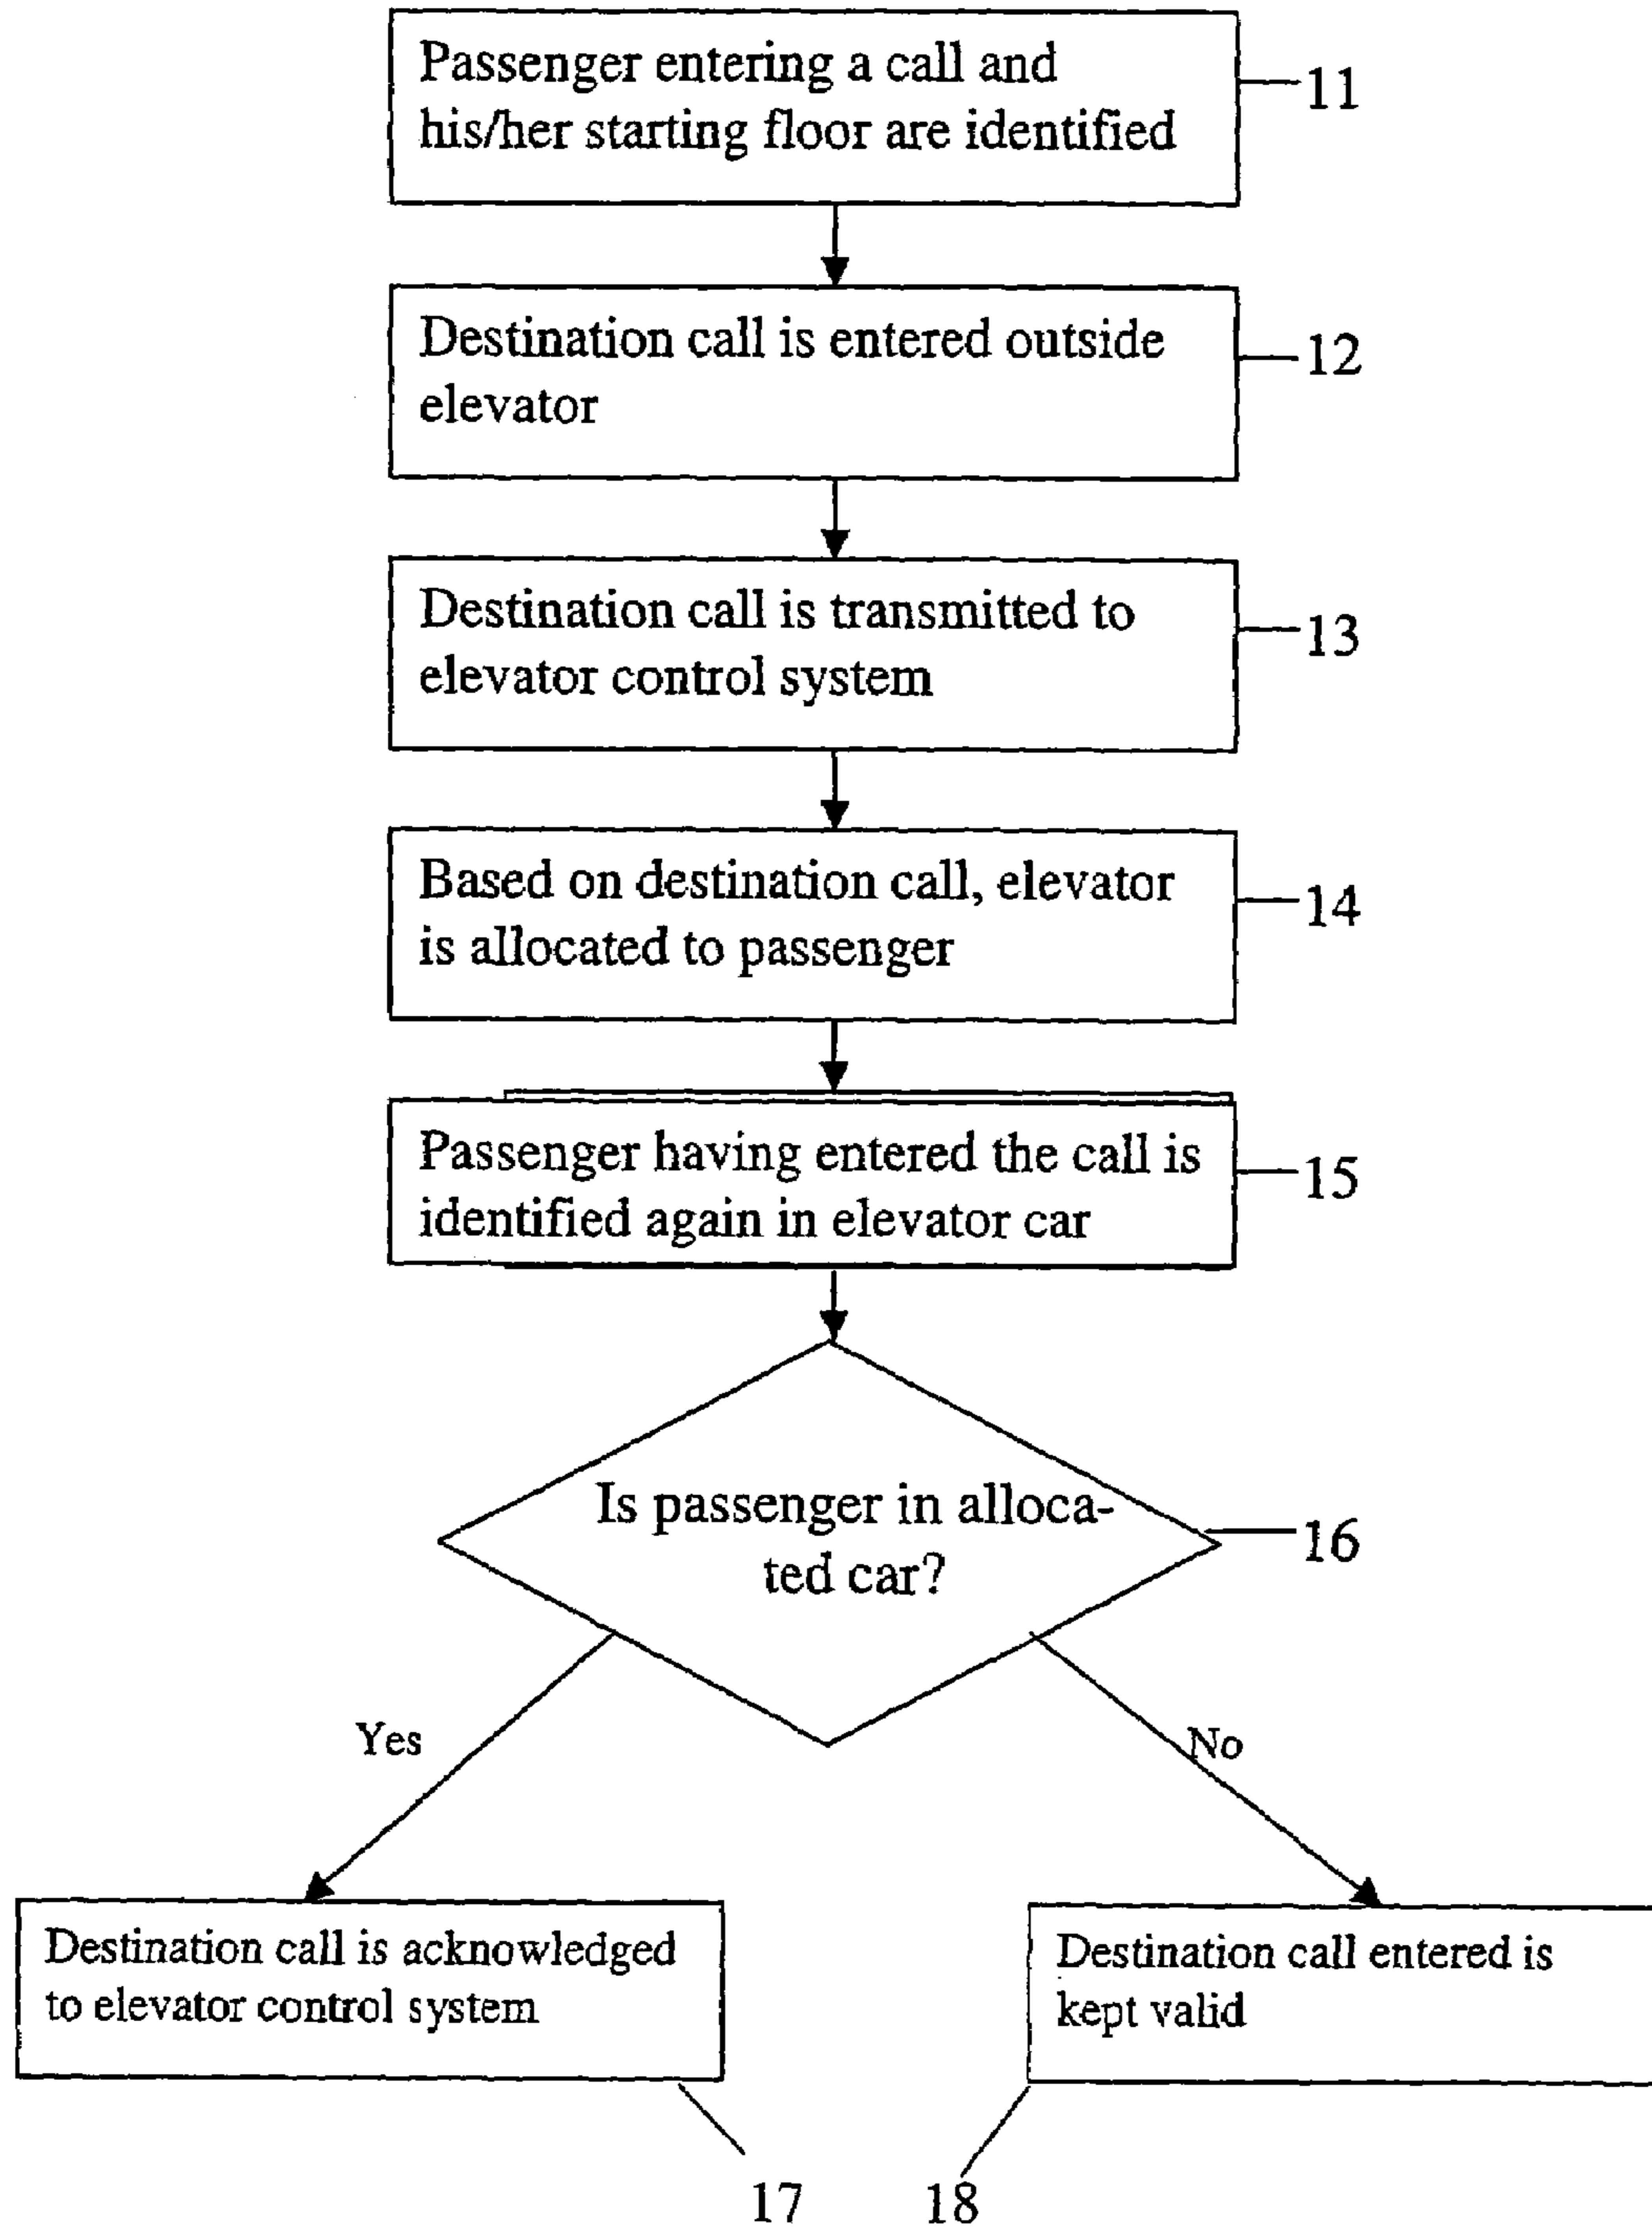 Passenger entering a call and
his/her starting floor are identified
11
Destination call is entered outside
elevator
12
Destination call is transmitted to
elevator control system
13
Based on destination call, elevator
is allocated to passenger
14
Passenger having entered the call is
identified again in elevator car
15
Is passenger in alloca-
ted car?
16
Yes
No
Destination call is acknowledged
to elevator control system
Destination call entered is
kept valid
17
18